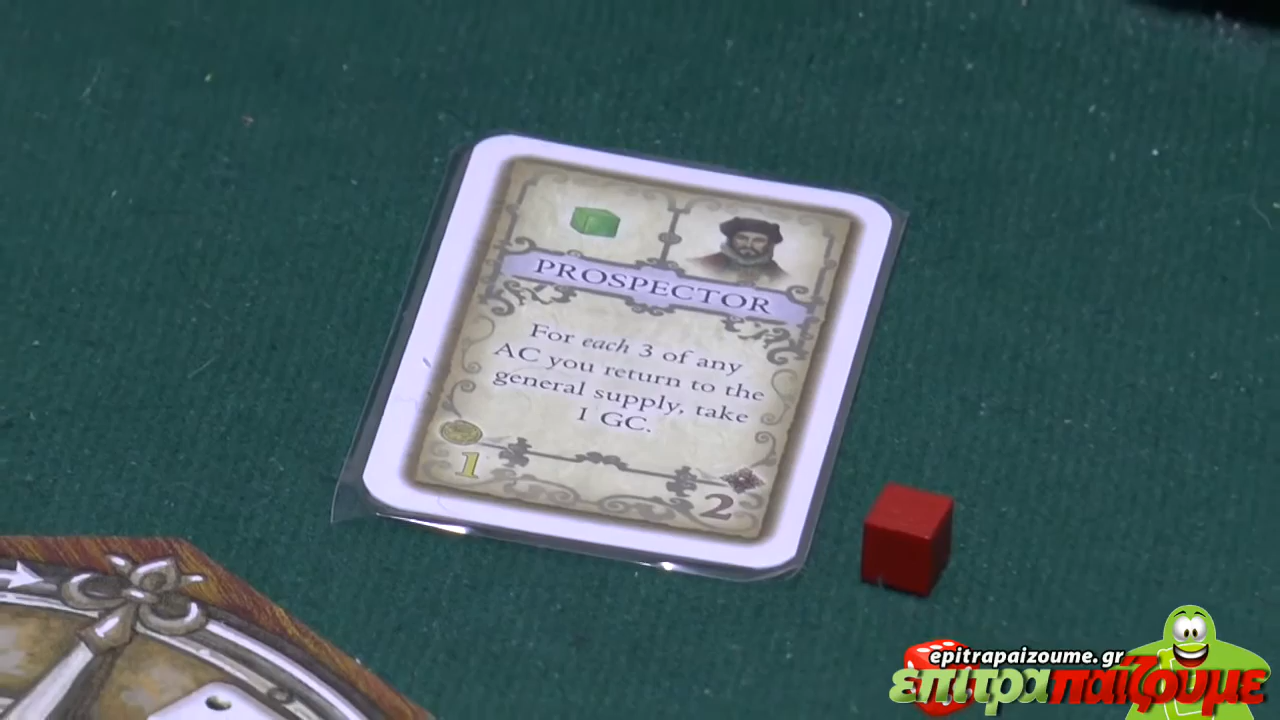 PROSPECTOR
For each 3 of any
AC you return to the
general supply, take
1 GC.
1
2
epitrapaizoume.gr
επιτραπαίζουμε